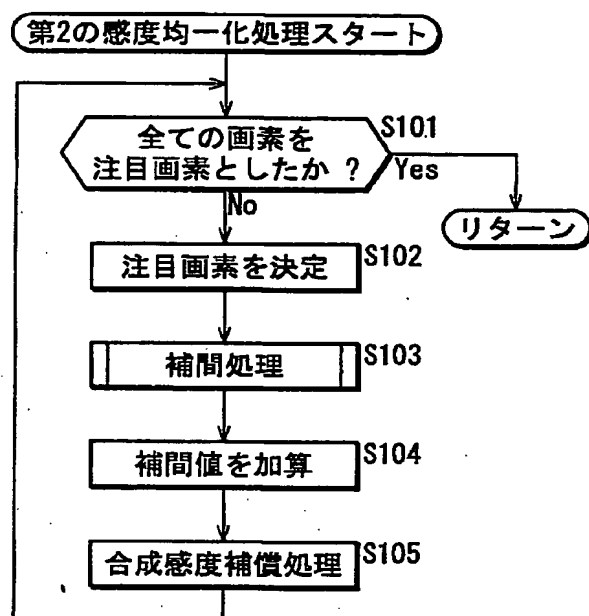 第2の感度均一化処理スタート
全ての画素を
注目画素としたか ?
S101
Yes
No
リターン
注目画素を決定
S102
補間処理
S103
補間値を加算
S104
合成感度補償処理
S105